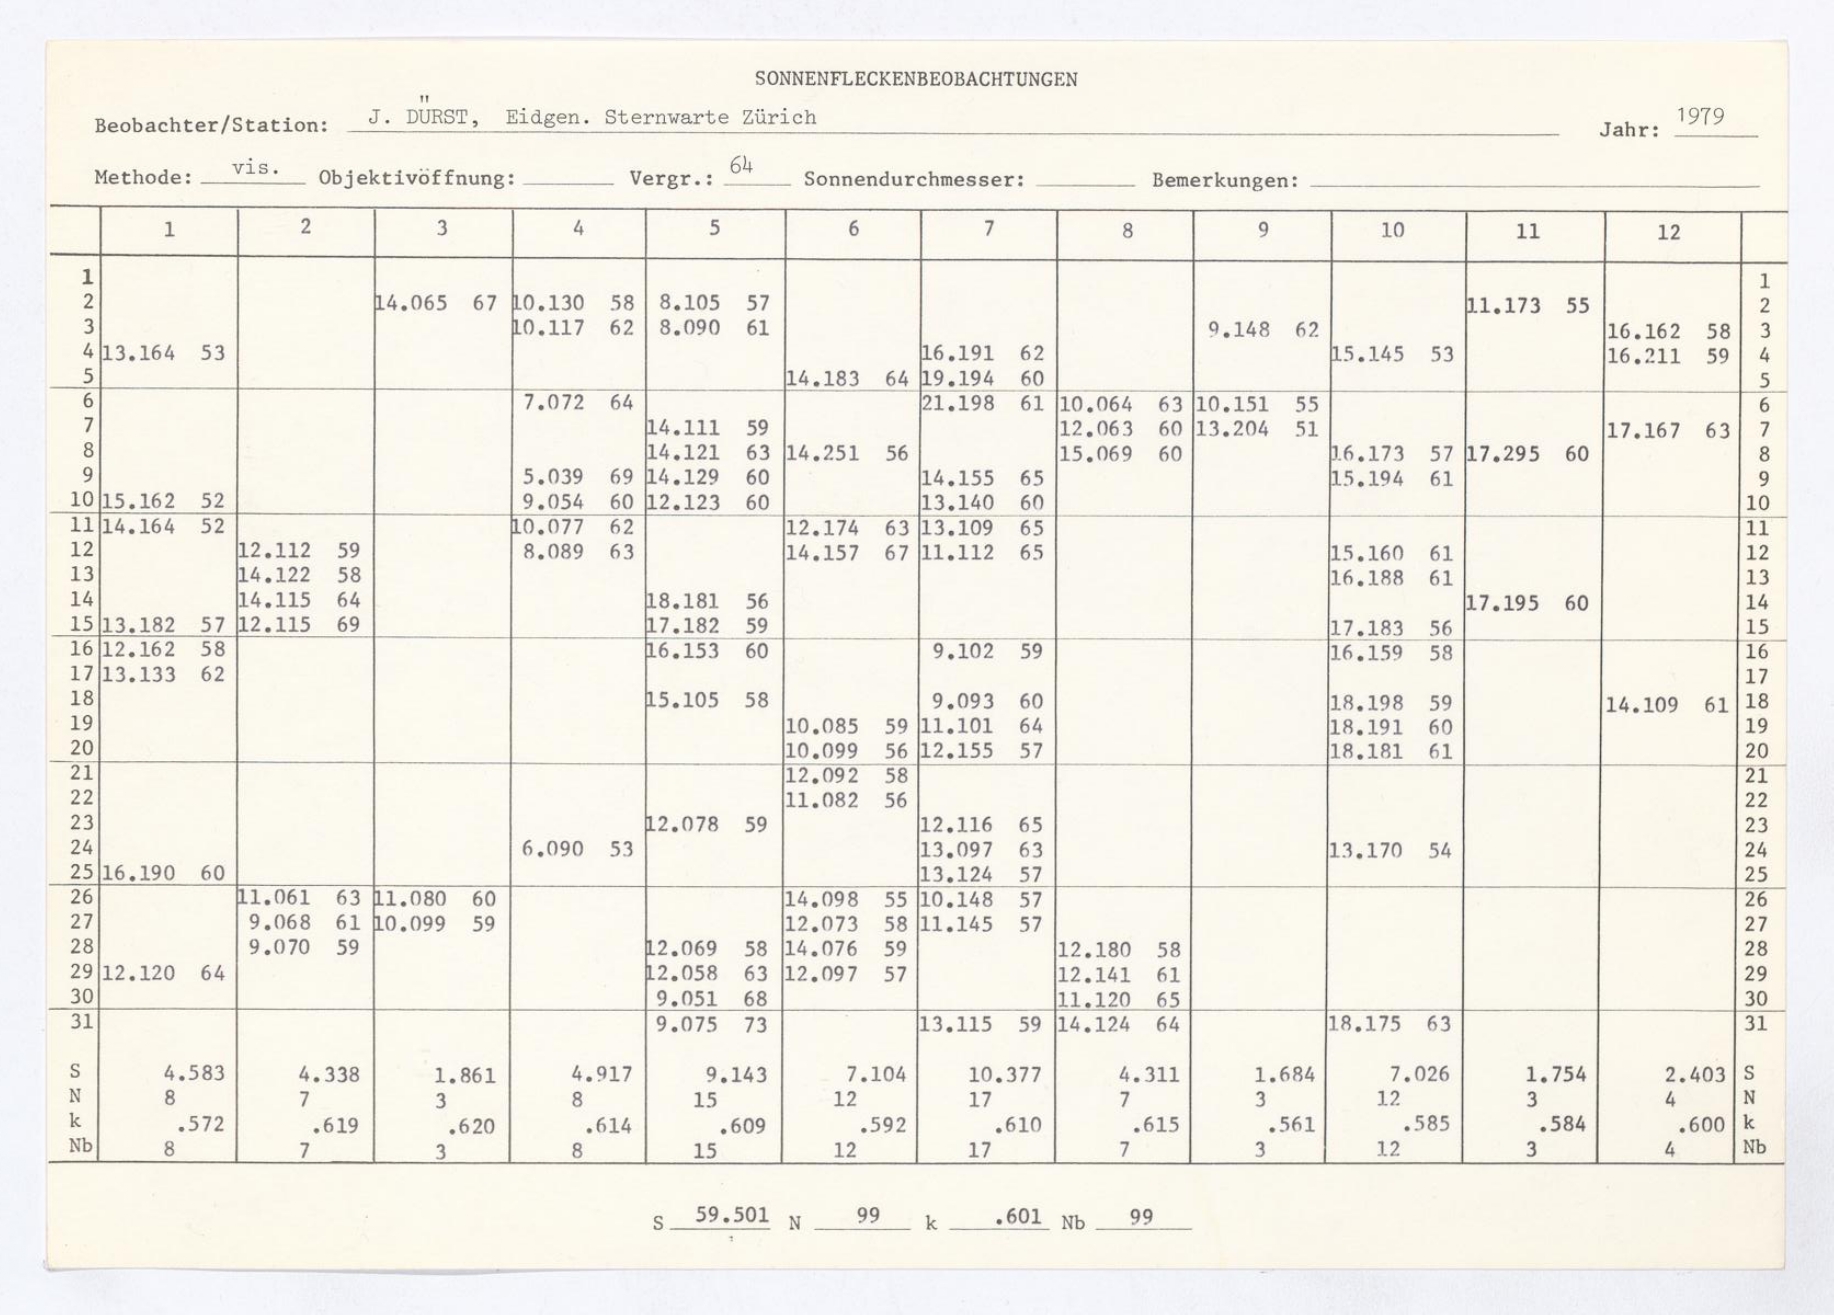 SONNENFLECKENBEOBACHTUNGEN
Beobachter/Station: J. DÜRST, Eidgen. Sternwarte Zürich Jahr: 1979
Methode: vis. Objektivöffnung: Vergr.: 64 Sonnendurchmesser: Bemerkungen:
1 2 3 4 5 6 7 8 9 10 11 12
1 1
2 14.065 67 10.130 58 8.105 57 11.173 55 2
3 10.117 62 8.090 61 9.148 62 16.162 58 3
4 13.164 53 16.191 62 15.145 53 16.211 59 4
5 14.183 64 19.194 60 5
6 7.072 64 21.198 61 10.064 63 10.151 55 6
7 14.111 59 12.063 60 13.204 51 17.167 63 7
8 14.121 63 14.251 56 15.069 60 16.173 57 17.295 60 8
9 5.039 69 14.129 60 14.155 65 15.194 61 9
10 15.162 52 9.054 60 12.123 60 13.140 60 10
11 14.164 52 10.077 62 12.174 63 13.109 65 11
12 12.112 59 8.089 63 14.157 67 11.112 65 15.160 61 12
13 14.122 58 16.188 61 13
14 14.115 64 18.181 56 17.195 60 14
15 13.182 57 12.115 69 17.182 59 17.183 56 15
16 12.162 58 16.153 60 9.102 59 16.159 58 16
17 13.133 62 17
18 15.105 58 9.093 60 18.198 59 14.109 61 18
19 10.085 59 11.101 64 18.191 60 19
20 10.099 56 12.155 57 18.181 61 20
21 12.092 58 21
22 11.082 56 22
23 12.078 59 12.116 65 23
24 6.090 53 13.097 63 13.170 54 24
25 16.190 60 13.124 57 25
26 11.061 63 11.080 60 14.098 55 10.148 57 26
27 9.068 61 10.099 59 12.073 58 11.145 57 27
28 9.070 59 12.069 58 14.076 59 12.180 58 28
29 12.120 64 12.058 63 12.097 57 12.141 61 29
30 9.051 68 11.120 65 30
31 9.075 73 13.115 59 14.124 64 18.175 63 31
S 4.583 4.338 1.861 4.917 9.143 7.104 10.377 4.311 1.684 7.026 1.754 2.403 S
N 8 7 3 8 15 12 17 7 3 12 3 4 N
k .572 .619 .620 .614 .609 .592 .610 .615 .561 .585 .584 .600 k
Nb 8 7 3 8 15 12 17 7 3 12 3 4 Nb
S 59.501 N 99 k .601 Nb 99